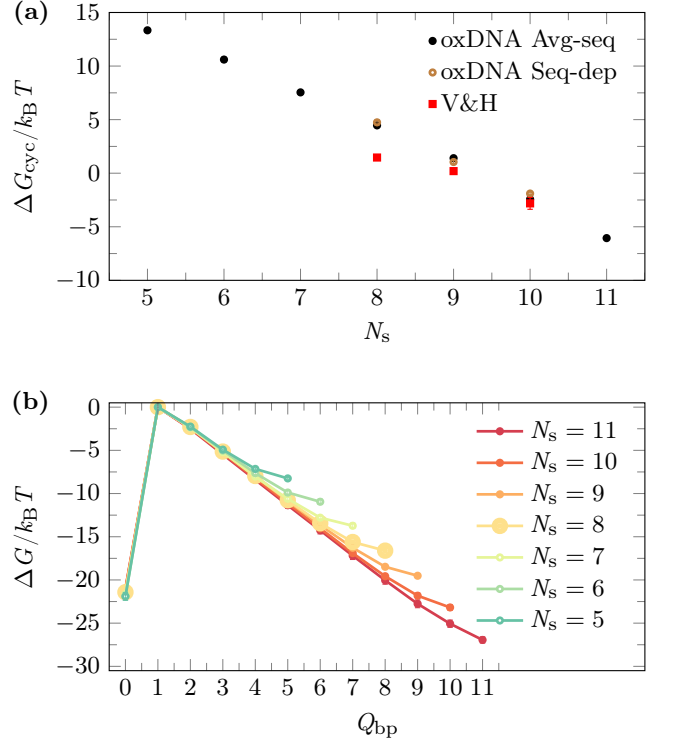 (a)
15
10
5
0
−5
−10
ΔG_cyc/k_BT
oxDNA Avg-seq
oxDNA Seq-dep
V&H
5 6 7 8 9 10 11
N_s
(b)
0
−5
−10
−15
−20
−25
−30
ΔG/k_BT
N_s = 11
N_s = 10
N_s = 9
N_s = 8
N_s = 7
N_s = 6
N_s = 5
0 1 2 3 4 5 6 7 8 9 10 11
Q_bp